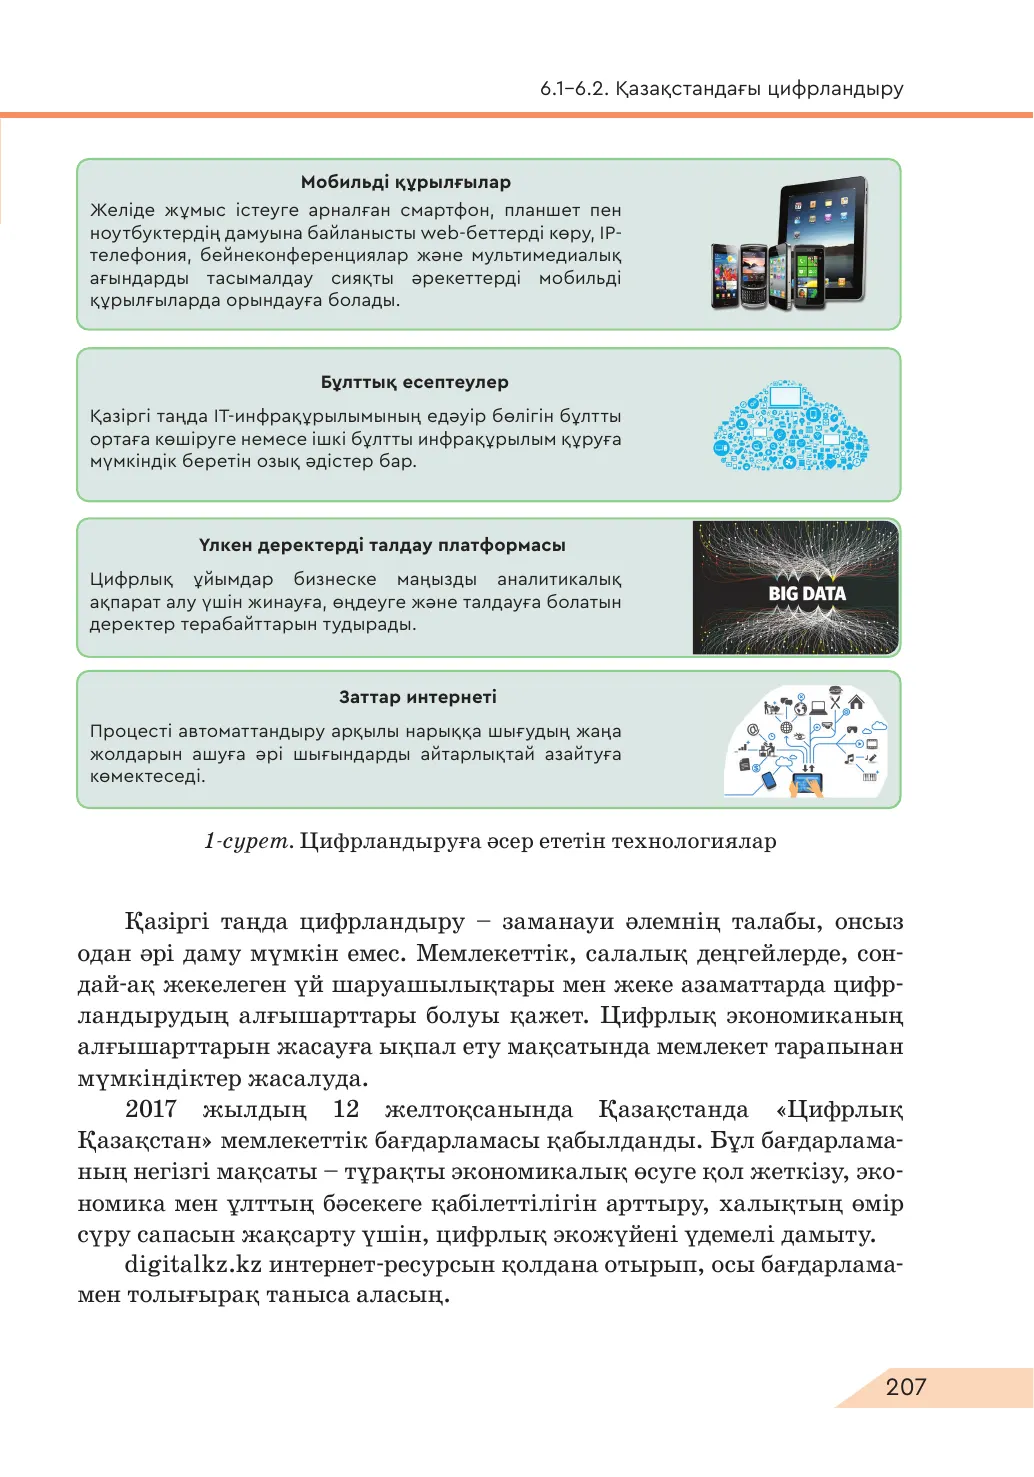 6.1–6.2. Қазақстандағы цифрландыру
Мобильді құрылғылар
Желіде жұмыс істеуге арналған смартфон, планшет пен
ноутбуктердің дамуына байланысты web-беттерді көру, IP-
телефония, бейнеконференциялар және мультимедиалық
ағындарды тасымалдау сияқты әрекеттерді мобильді
құрылғыларда орындауға болады.
Бұлттық есептеулер
Қазіргі таңда IT-инфрақұрылымының едәуір бөлігін бұлтты
ортаға көшіруге немесе ішкі бұлтты инфрақұрылым құруға
мүмкіндік беретін озық әдістер бар.
Үлкен деректерді талдау платформасы
Цифрлық ұйымдар бизнеске маңызды аналитикалық
ақпарат алу үшін жинауға, өңдеуге және талдауға болатын
деректер терабайттарын тудырады.
BIG DATA
Заттар интернеті
Процесті автоматтандыру арқылы нарыққа шығудың жаңа
жолдарын ашуға әрі шығындарды айтарлықтай азайтуға
көмектеседі.
1-сурет. Цифрландыруға әсер ететін технологиялар
Қазіргі таңда цифрландыру – заманауи әлемнің талабы, онсыз
одан әрі даму мүмкін емес. Мемлекеттік, салалық деңгейлерде, сон-
дай-ақ жекелеген үй шаруашылықтары мен жеке азаматтарда цифр-
ландырудың алғышарттары болуы қажет. Цифрлық экономиканың
алғышарттарын жасауға ықпал ету мақсатында мемлекет тарапынан
мүмкіндіктер жасалуда.
2017 жылдың 12 желтоқсанында Қазақстанда «Цифрлық
Қазақстан» мемлекеттік бағдарламасы қабылданды. Бұл бағдарлама-
ның негізгі мақсаты – тұрақты экономикалық өсуге қол жеткізу, эко-
номика мен ұлттың бәсекеге қабілеттілігін арттыру, халықтың өмір
сүру сапасын жақсарту үшін, цифрлық экожүйені үдемелі дамыту.
digitalkz.kz интернет-ресурсын қолдана отырып, осы бағдарлама-
мен толығырақ таныса аласың.
207